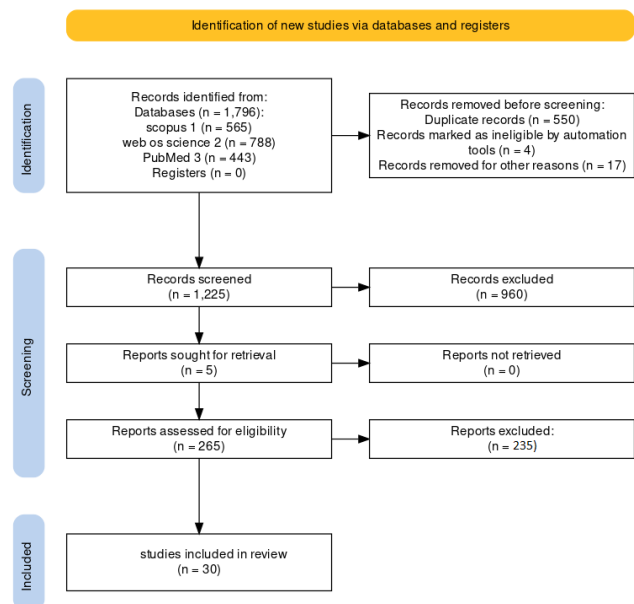 Identification of new studies via databases and registers
Identification
Records identified from:
Databases (n = 1,796):
scopus 1 (n = 565)
web os science 2 (n = 788)
PubMed 3 (n = 443)
Registers (n = 0)
Records removed before screening:
Duplicate records (n = 550)
Records marked as ineligible by automation
tools (n = 4)
Records removed for other reasons (n = 17)
Screening
Records screened
(n = 1,225)
Records excluded
(n = 960)
Reports sought for retrieval
(n = 5)
Reports not retrieved
(n = 0)
Reports assessed for eligibility
(n = 265)
Reports excluded:
(n = 235)
Included
studies included in review
(n = 30)